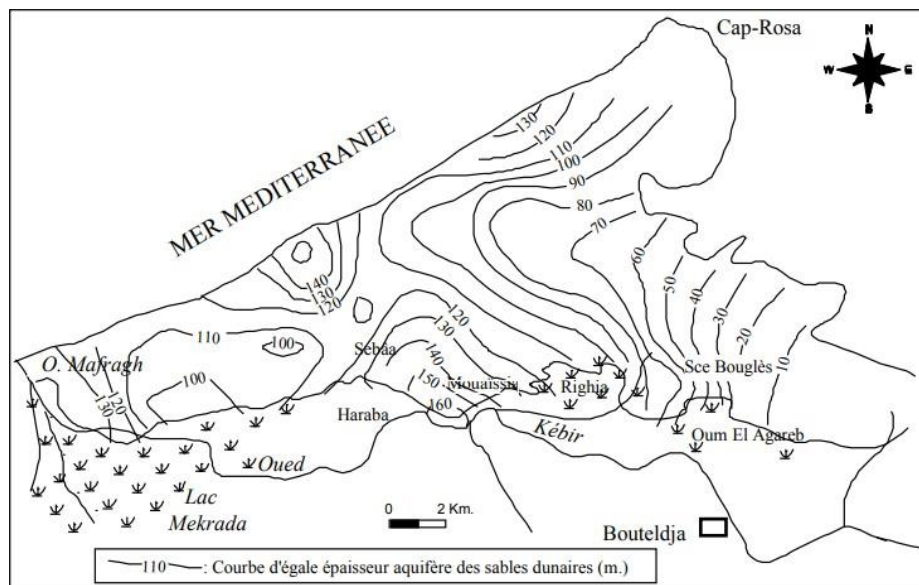 Cap-Rosa
N
W E
S
MER MEDITERRANEE
130
120
110
100
90
80
70
60
50
40
30
20
10
140
130
120
110
100
100
120
130
O. Mafragh
Sebâa
120
130
140
150
160
Mouaissia
Righia
Haraba
Kébir
Sce Bouglès
Oum El Agareb
Oued
Lac
Mekrada
0 2 Km.
Bouteldja
110 : Courbe d'égale épaisseur aquifère des sables dunaires (m.)